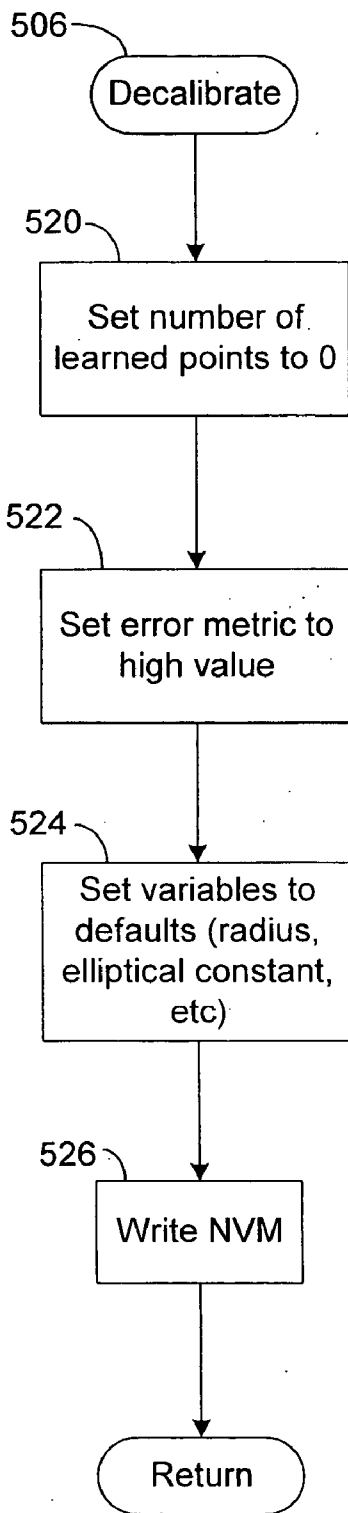 506
Decalibrate
520
Set number of
learned points to 0
522
Set error metric to
high value
524
Set variables to
defaults (radius,
elliptical constant,
etc)
526
Write NVM
Return